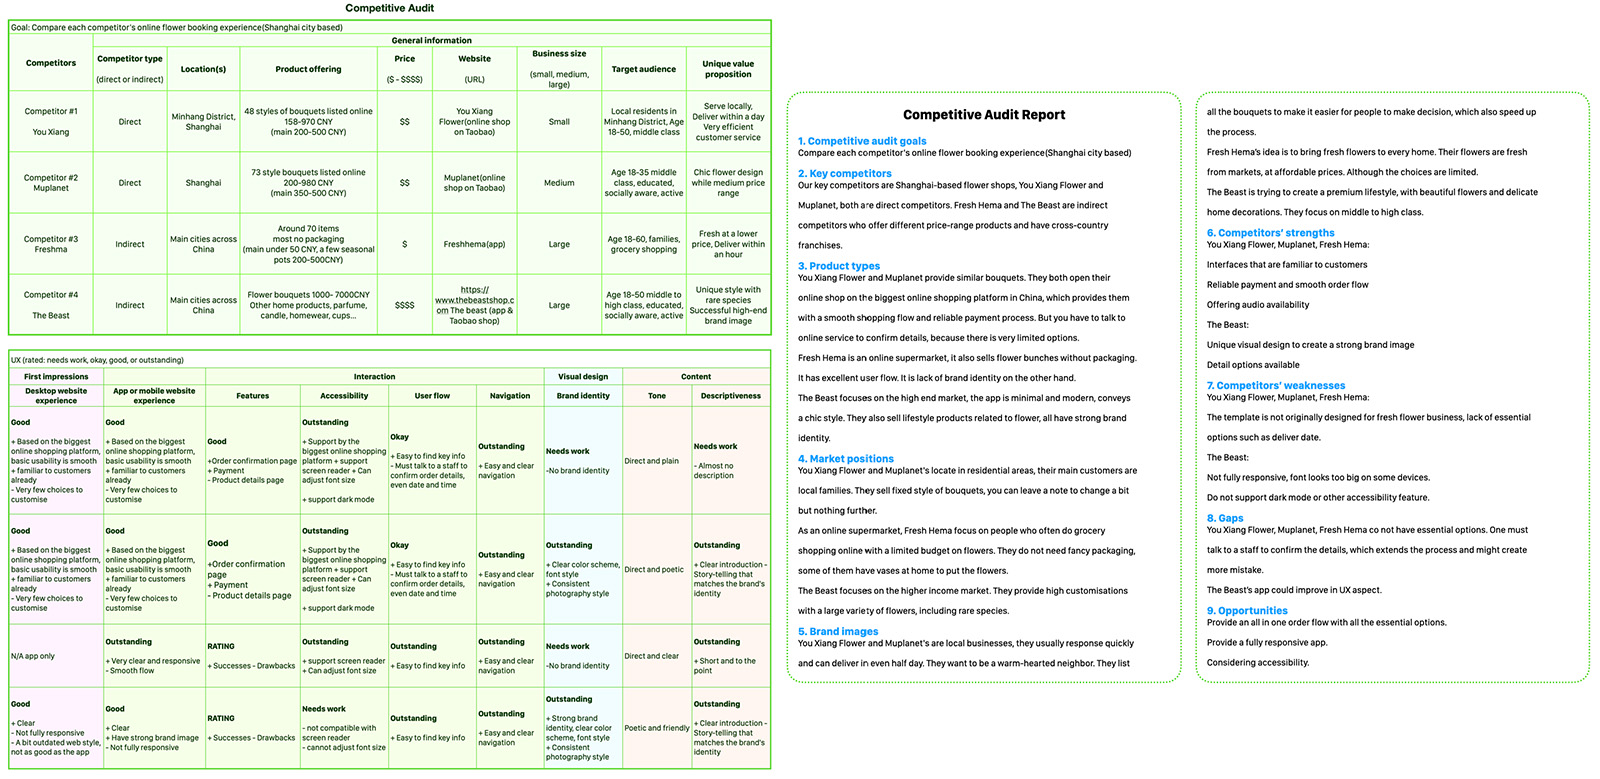 Competitive Audit
Goal: Compare each competitor's online flower booking experience(Shanghai city based)
General information
Competitors
Competitor type
(direct or indirect)
Location(s)
Product offering
Price
($ - $$$$)
Website
(URL)
Business size
(small, medium,
large)
Target audience
Unique value
proposition
Competitor #1
You Xiang
Direct
Minhang District,
Shanghai
48 styles of bouquets listed online
158-970 CNY
(main 200-500 CNY)
$$
You Xiang
Flower(online shop
on Taobao)
Small
Local residents in
Minhang District, Age
18-50, middle class
Serve locally,
Deliver within a day
Very efficient
customer service
Competitor #2
Muplanet
Direct
Shanghai
73 style bouquets listed online
200-980 CNY
(main 350-500 CNY)
$$
Muplanet(online
shop on Taobao)
Medium
Age 18-35 middle
class, educated,
socially aware, active
Chic flower design
while medium price
range
Competitor #3
Freshma
Indirect
Main cities across
China
Around 70 items
most no packaging
(main under 50 CNY, a few seasonal
pots 200-500CNY)
$
Freshhema(app)
Large
Age 18-60, families,
grocery shopping
Fresh at a lower
price, Deliver within
an hour
Competitor #4
The Beast
Indirect
Main cities across
China
Flower bouquets 1000- 7000CNY
Other home products, parfume,
candle, homewear, cups...
$$$$
https://
www.thebeastshop.c
om The beast (app &
Taobao shop)
Large
Age 18-50 middle to
high class, educated,
socially aware, active
Unique style with
rare species
Successful high-end
brand image
UX (rated: needs work, okay, good, or outstanding)
First impressions
Interaction
Visual design
Content
Desktop website
experience
App or mobile website
experience
Features
Accessibility
User flow
Navigation
Brand identity
Tone
Descriptiveness
Good
+ Based on the biggest
online shopping platform,
basic usability is smooth
+ familiar to customers
already
- Very few choices to
customise
Good
+ Based on the biggest
online shopping platform,
basic usability is smooth
+ familiar to customers
already
- Very few choices to
customise
Good
+Order confirmation page
+ Payment
- Product details page
Outstanding
+ Support by the
biggest online shopping
platform + support
screen reader + Can
adjust font size
+ support dark mode
Okay
+ Easy to find key info
- Must talk to a staff to
confirm order details,
even date and time
Outstanding
+ Easy and clear
navigation
Needs work
-No brand identity
Direct and plain
Needs work
- Almost no
description
Good
+ Based on the biggest
online shopping platform,
basic usability is smooth
+ familiar to customers
already
- Very few choices to
customise
Good
+ Based on the biggest
online shopping platform,
basic usability is smooth
+ familiar to customers
already
- Very few choices to
customise
Good
+Order confirmation
page
+ Payment
- Product details page
Outstanding
+ Support by the
biggest online shopping
platform + support
screen reader + Can
adjust font size
+ support dark mode
Okay
+ Easy to find key info
- Must talk to a staff to
confirm order details,
even date and time
Outstanding
+ Easy and clear
navigation
Outstanding
+ Clear color scheme,
font style
+ Consistent
photography style
Direct and poetic
Outstanding
+ Clear introduction -
Story-telling that
matches the brand's
identity
N/A app only
Outstanding
+ Very clear and responsive
- Smooth flow
RATING
+ Successes - Drawbacks
Outstanding
+ support screen reader
+ Can adjust font size
Outstanding
+ Easy to find key info
Outstanding
+ Easy and clear
navigation
Needs work
-No brand identity
Direct and clear
Outstanding
+ Short and to the
point
Good
+ Clear
- Not fully responsive
- A bit outdated web style,
not as good as the app
Good
+ Clear
+ Have strong brand image
- Not fully responsive
RATING
+ Successes - Drawbacks
Needs work
- not compatible with
screen reader
- cannot adjust font size
Outstanding
+ Easy to find key info
Outstanding
+ Easy and clear
navigation
Outstanding
+ Strong brand
identity, clear color
scheme, font style
+ Consistent
photography style
Poetic and friendly
Outstanding
+ Clear introduction -
Story-telling that
matches the brand's
identity
Competitive Audit Report
1. Competitive audit goals
Compare each competitor's online flower booking experience(Shanghai city based)
2. Key competitors
Our key competitors are Shanghai-based flower shops, You Xiang Flower and
Muplanet, both are direct competitors. Fresh Hema and The Beast are indirect
competitors who offer different price-range products and have cross-country
franchises.
3. Product types
You Xiang Flower and Muplanet provide similar bouquets. They both open their
online shop on the biggest online shopping platform in China, which provides them
with a smooth shopping flow and reliable payment process. But you have to talk to
online service to confirm details, because there is very limited options.
Fresh Hema is an online supermarket, it also sells flower bunches without packaging.
It has excellent user flow. It is lack of brand identity on the other hand.
The Beast focuses on the high end market, the app is minimal and modern, conveys
a chic style. They also sell lifestyle products related to flower, all have strong brand
identity.
4. Market positions
You Xiang Flower and Muplanet's locate in residential areas, their main customers are
local families. They sell fixed style of bouquets, you can leave a note to change a bit
but nothing further.
As an online supermarket, Fresh Hema focus on people who often do grocery
shopping online with a limited budget on flowers. They do not need fancy packaging,
some of them have vases at home to put the flowers.
The Beast focuses on the higher income market. They provide high customisations
with a large variety of flowers, including rare species.
5. Brand images
You Xiang Flower and Muplanet's are local businesses, they usually response quickly
and can deliver in even half day. They want to be a warm-hearted neighbor. They list
all the bouquets to make it easier for people to make decision, which also speed up
the process.
Fresh Hema's idea is to bring fresh flowers to every home. Their flowers are fresh
from markets, at affordable prices. Although the choices are limited.
The Beast is trying to create a premium lifestyle, with beautiful flowers and delicate
home decorations. They focus on middle to high class.
6. Competitors' strengths
You Xiang Flower, Muplanet, Fresh Hema:
Interfaces that are familiar to customers
Reliable payment and smooth order flow
Offering audio availability
The Beast:
Unique visual design to create a strong brand image
Detail options available
7. Competitors' weaknesses
You Xiang Flower, Muplanet, Fresh Hema:
The template is not originally designed for fresh flower business, lack of essential
options such as deliver date.
The Beast:
Not fully responsive, font looks too big on some devices.
Do not support dark mode or other accessibility feature.
8. Gaps
You Xiang Flower, Muplanet, Fresh Hema co not have essential options. One must
talk to a staff to confirm the details, which extends the process and might create
more mistake.
The Beast's app could improve in UX aspect.
9. Opportunities
Provide an all in one order flow with all the essential options.
Provide a fully responsive app.
Considering accessibility.